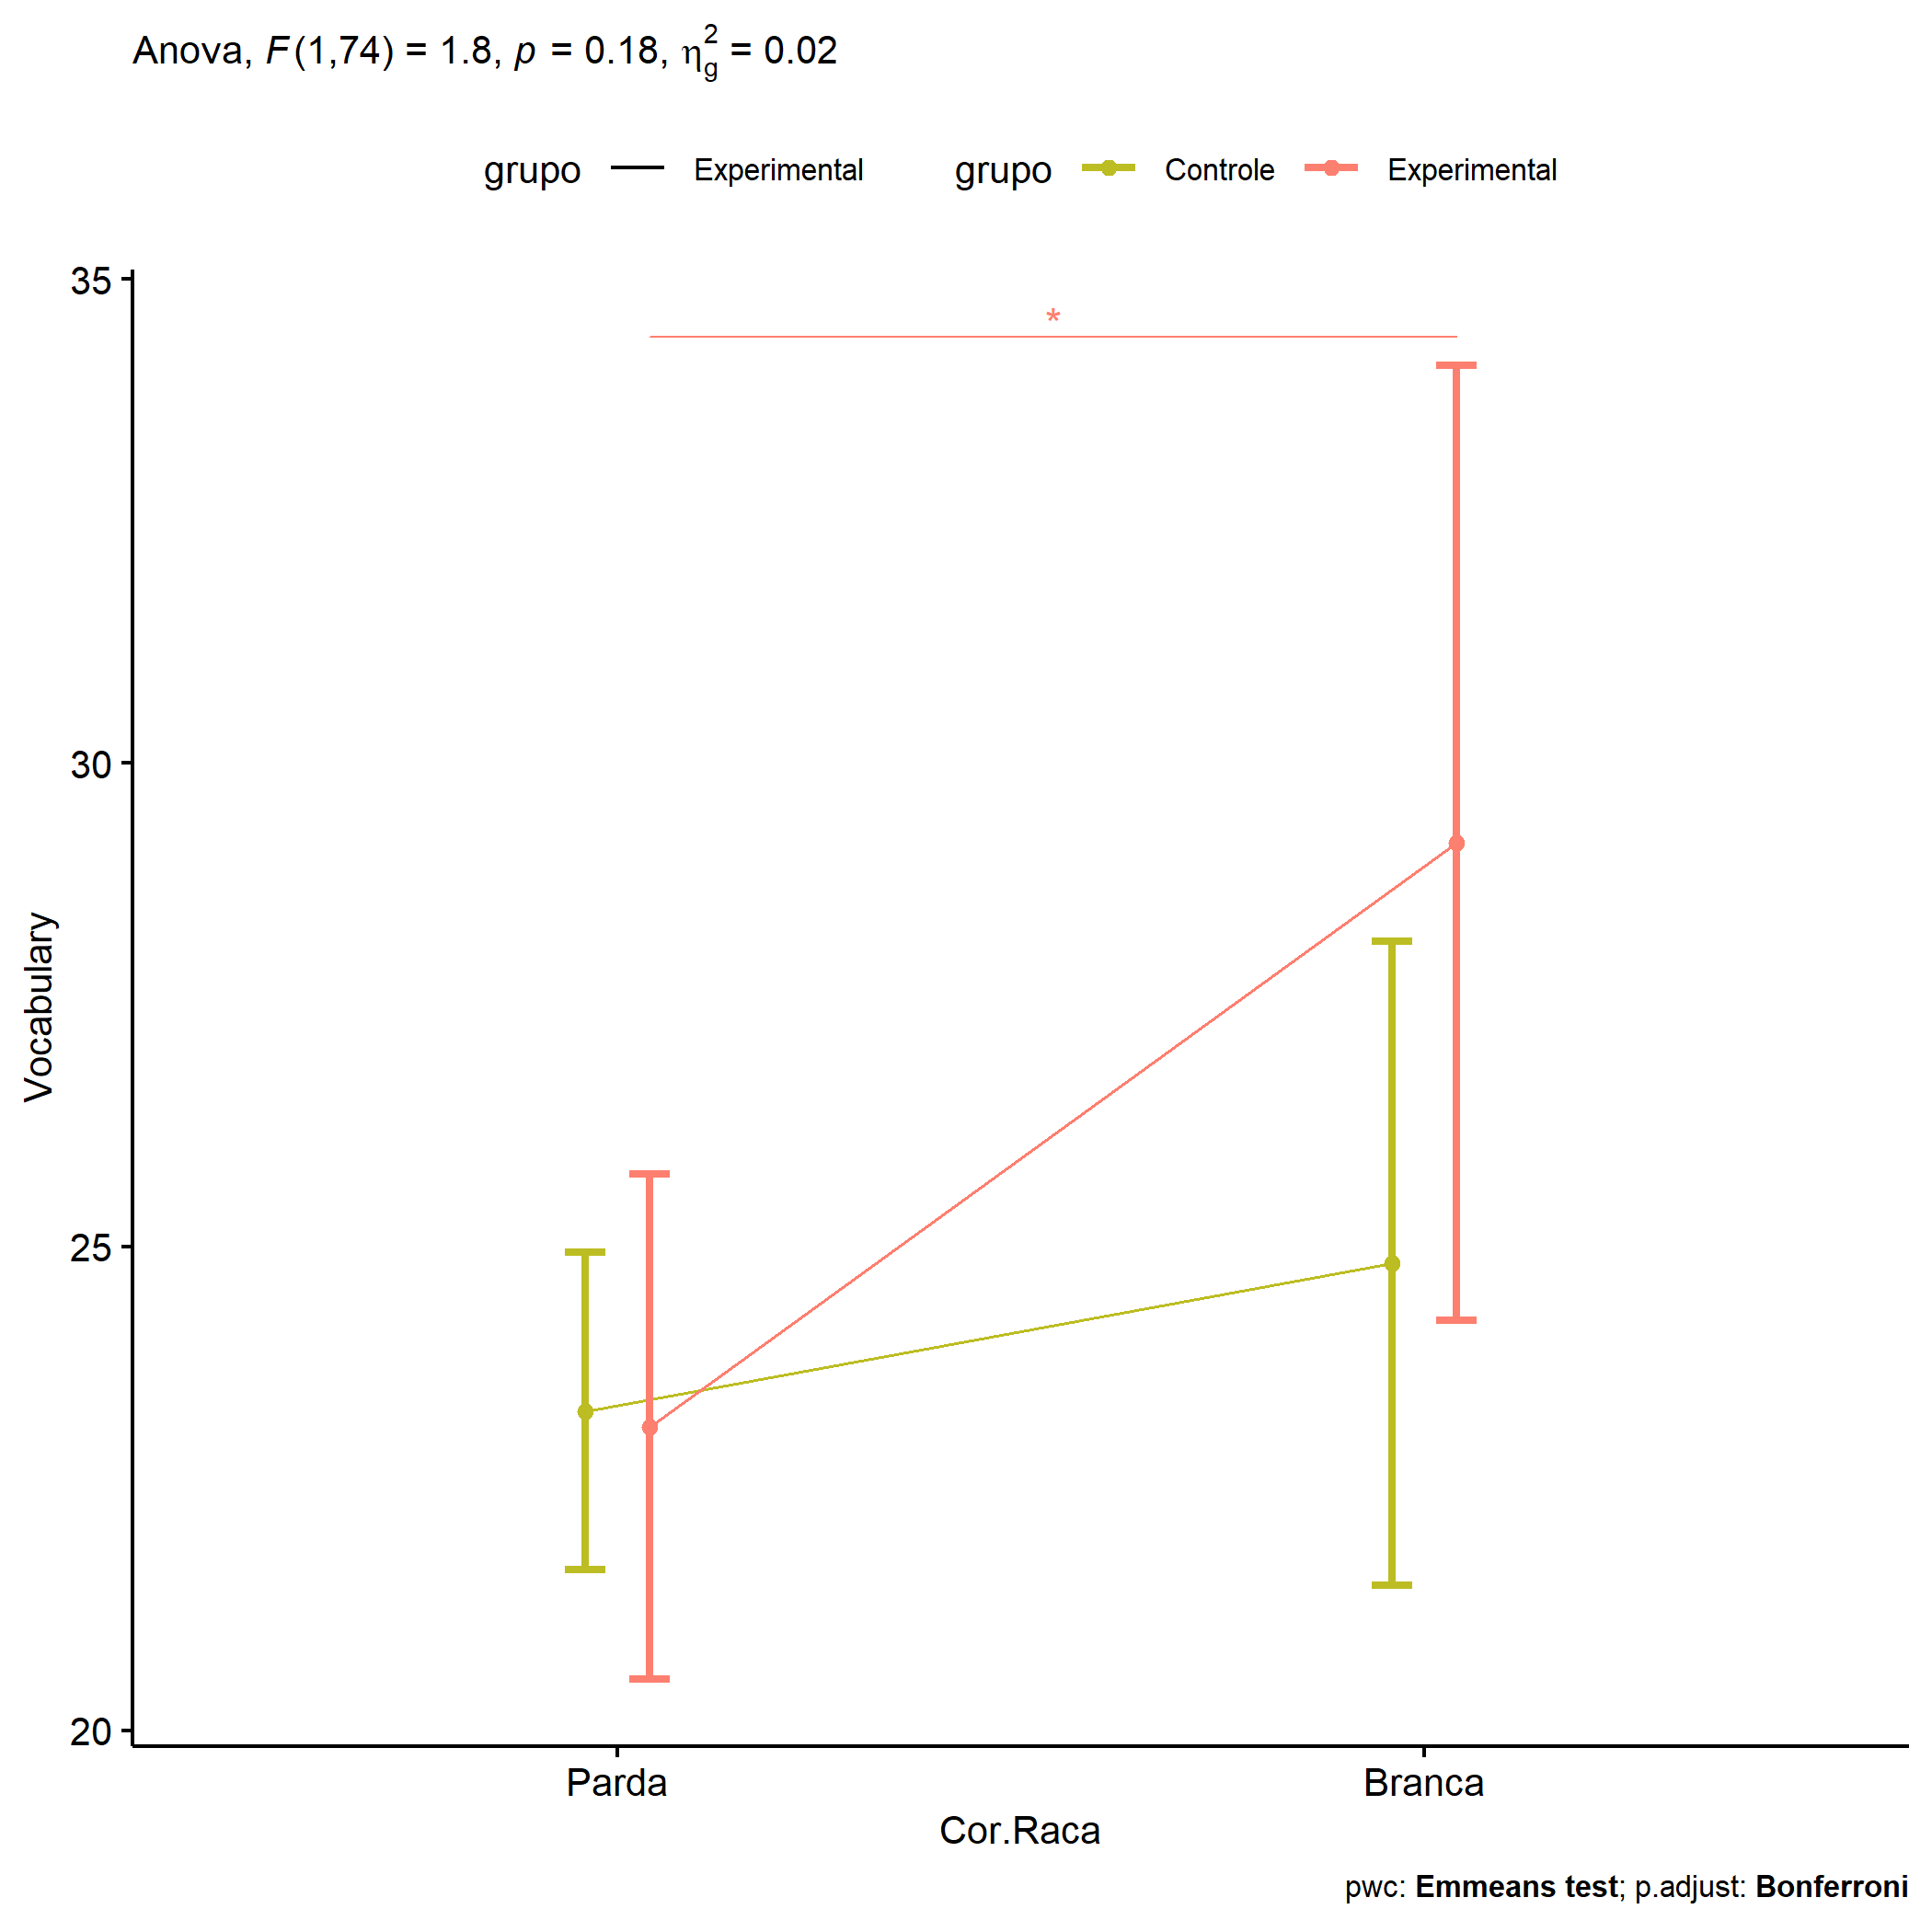 Anova, F(1,74) = 1.8, p = 0.18, η²g = 0.02
grupo Experimental grupo Controle Experimental
35
*
30
25
20
Vocabulary
Parda Branca
Cor.Raca
pwc: Emmeans test; p.adjust: Bonferroni